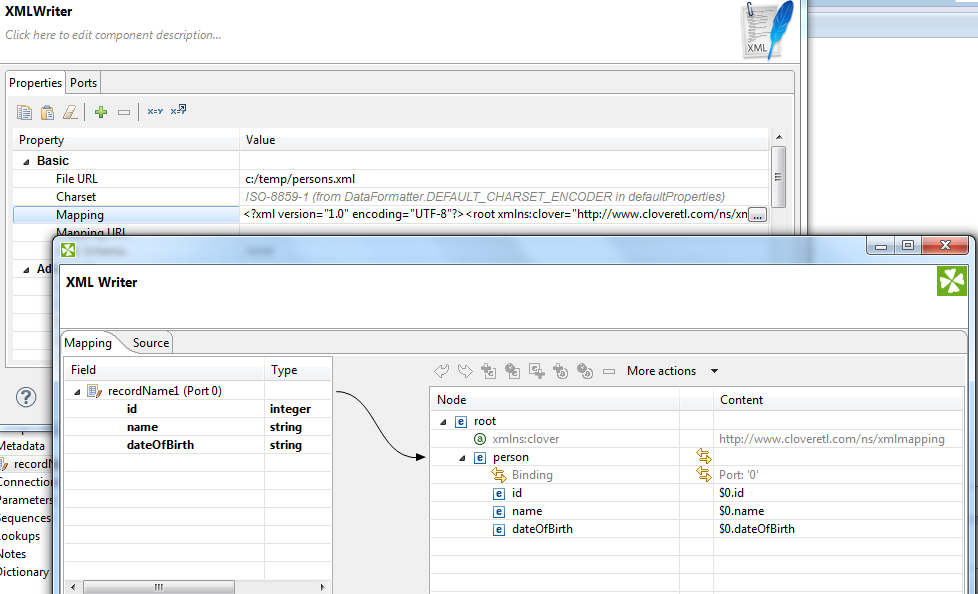 XMLWriter
Click here to edit component description...
XML
Properties Ports
x=y
Property Value
Basic
File URL c:/temp/persons.xml
Charset ISO-8859-1 (from DataFormatter.DEFAULT_CHARSET_ENCODER in defaultProperties)
Mapping <?xml version="1.0" encoding="UTF-8"?><root xmlns:clover="http://www.cloveretl.com/ns/xn ...
Mapping URL
Ad
XML Writer
Mapping Source
Field Type
recordName1 (Port 0)
id integer
name string
dateOfBirth string
More actions
Node Content
root
xmlns:clover http://www.cloveretl.com/ns/xmlmapping
person
Binding Port: '0'
id $0.id
name $0.name
dateOfBirth $0.dateOfBirth
Metadata
recordN
Connection
Parameters
Sequences
Lookups
Notes
Dictionary